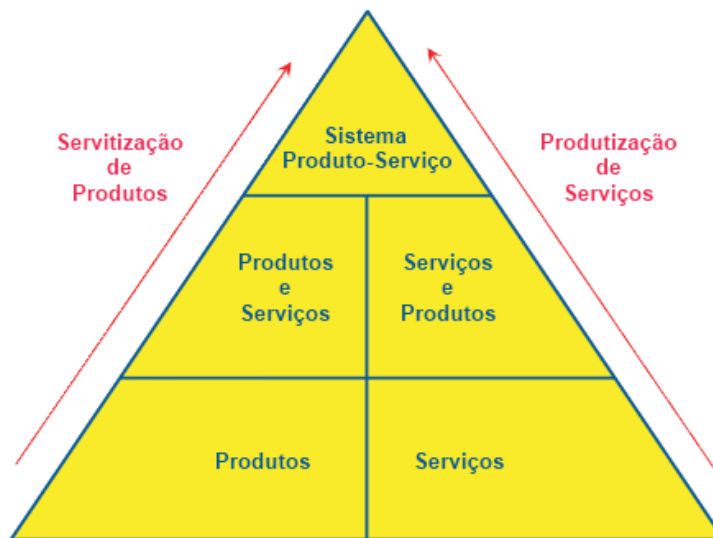 Sistema
Produto-Serviço
Servitização
de
Produtos
Produtização
de
Serviços
Produtos
e
Serviços
Serviços
e
Produtos
Produtos
Serviços